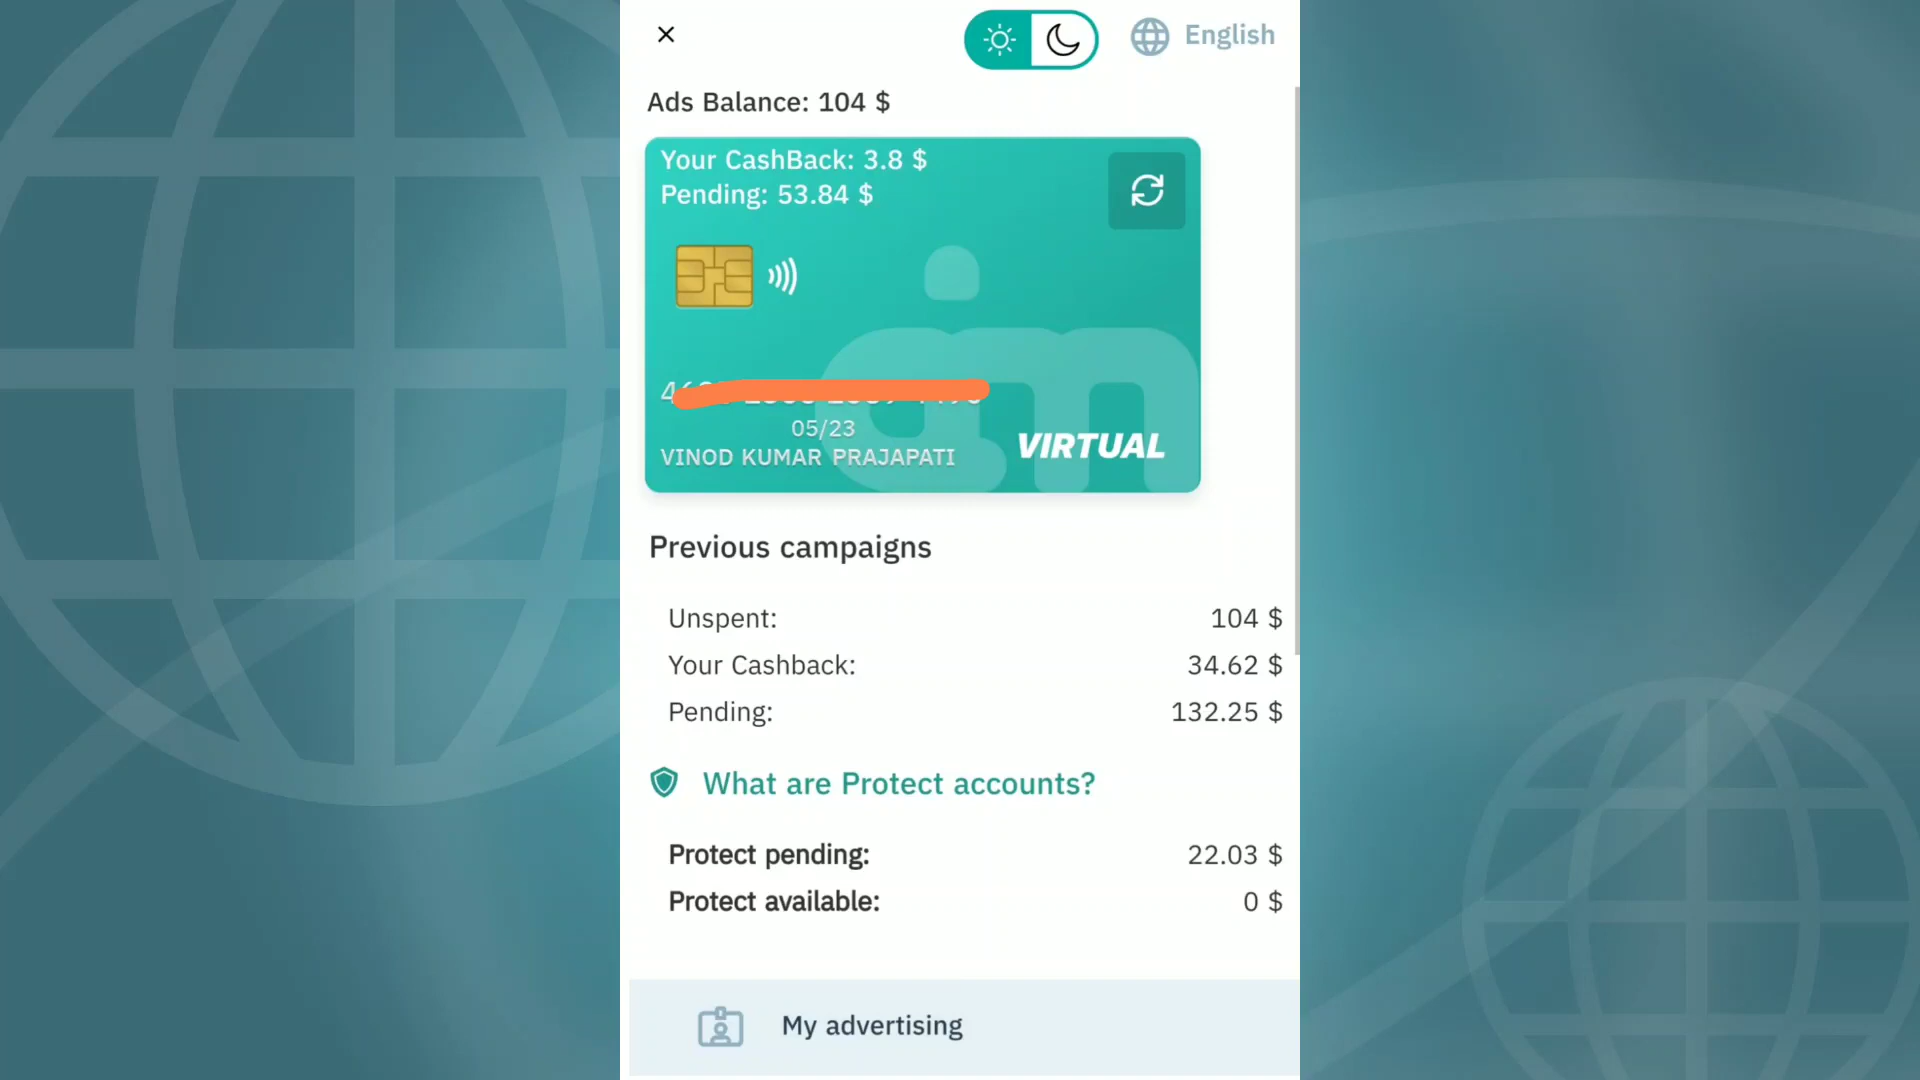 English
Ads Balance: 104 $
Your CashBack: 3.8 $
Pending: 53.84 $
05/23
VINOD KUMAR PRAJAPATI
VIRTUAL
Previous campaigns
Unspent: 104 $
Your Cashback: 34.62 $
Pending: 132.25 $
What are Protect accounts?
Protect pending: 22.03 $
Protect available: 0 $
My advertising